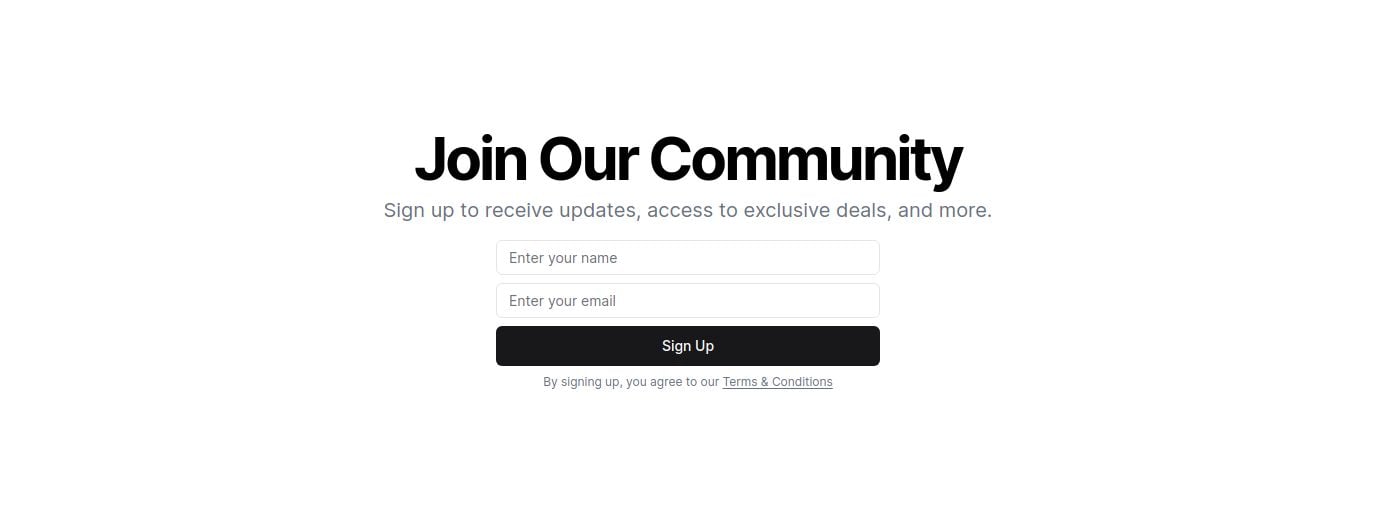 Join Our Community
Sign up to receive updates, access to exclusive deals, and more.
Enter your name
Enter your email
Sign Up
By signing up, you agree to our Terms & Conditions